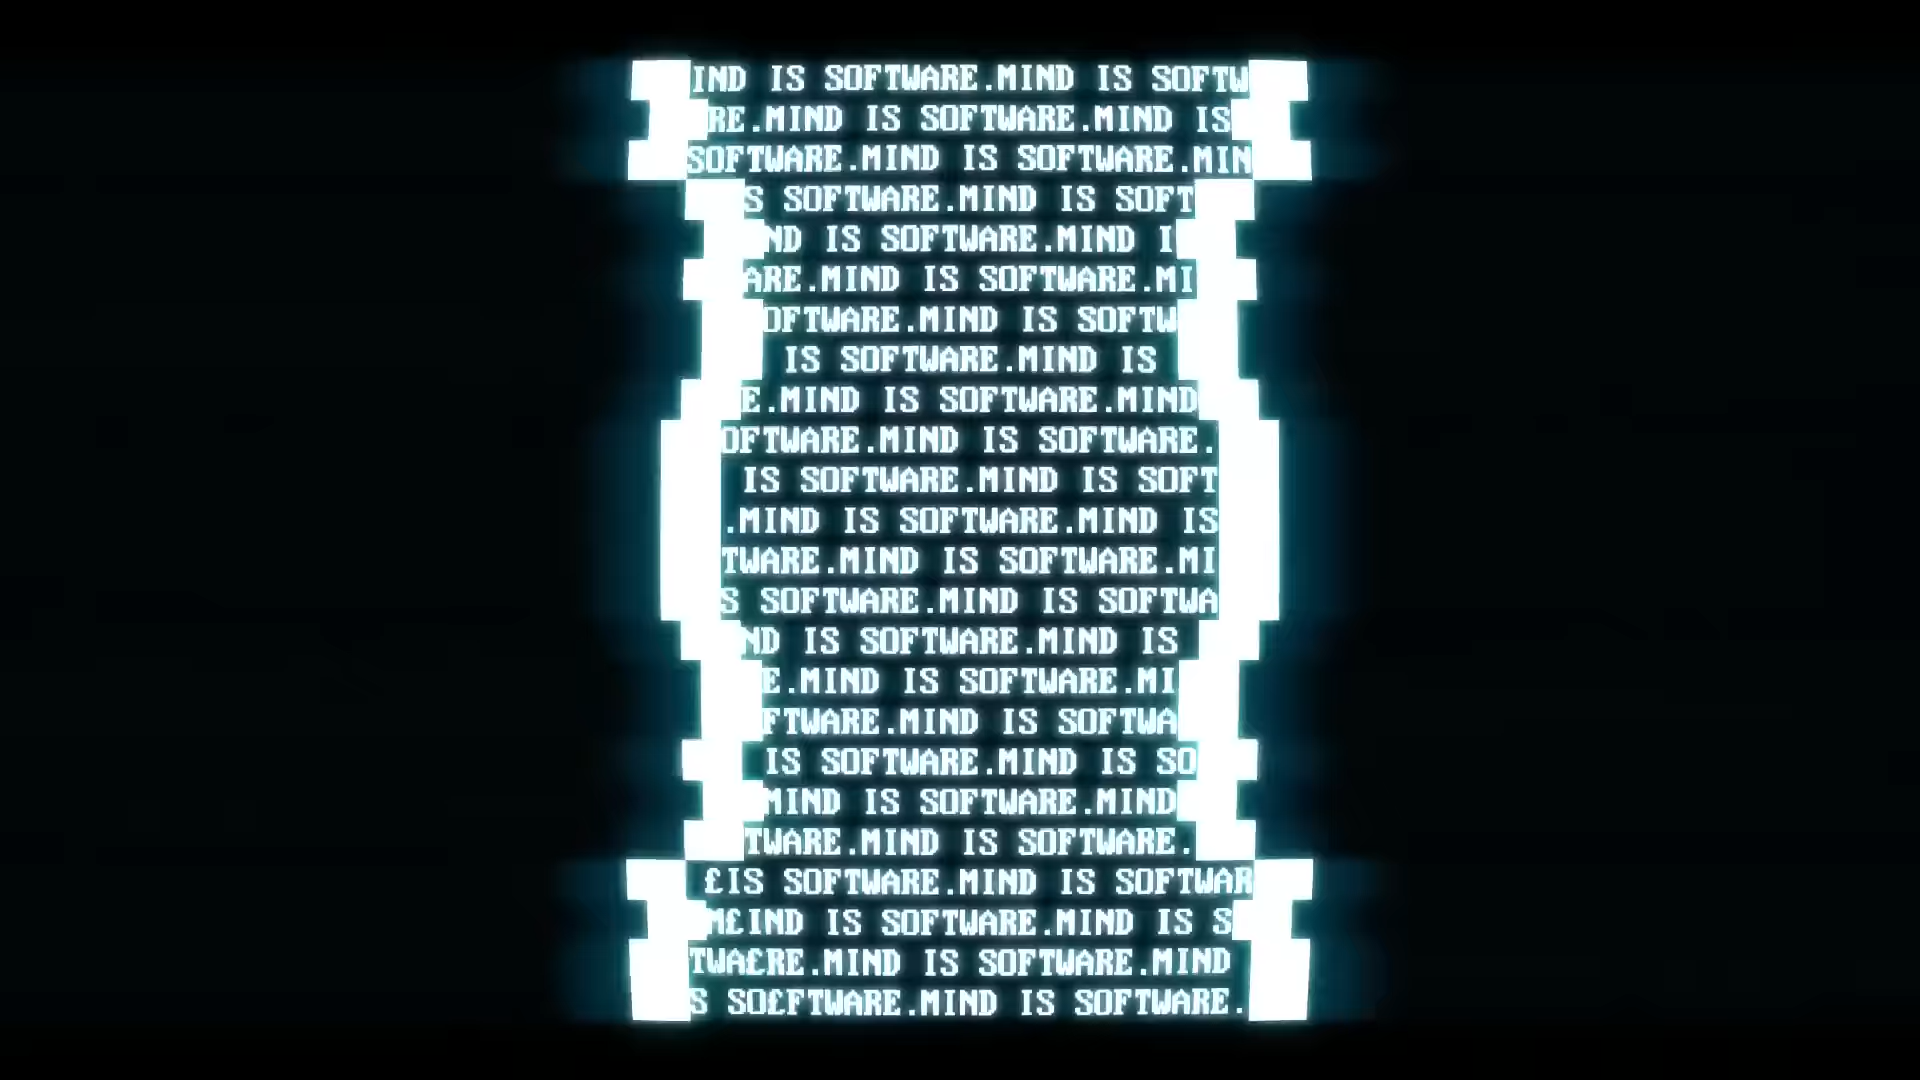 IND IS SOFTWARE.MIND IS SOFTW
RE.MIND IS SOFTWARE.MIND IS
SOFTWARE.MIND IS SOFTWARE.MIN
S SOFTWARE.MIND IS SOFT
ND IS SOFTWARE.MIND I
ARE.MIND IS SOFTWARE.MI
OFTWARE.MIND IS SOFTW
IS SOFTWARE.MIND IS
E.MIND IS SOFTWARE.MIND
OFTWARE.MIND IS SOFTWARE.
IS SOFTWARE.MIND IS SOFT
.MIND IS SOFTWARE.MIND IS
TWARE.MIND IS SOFTWARE.MI
S SOFTWARE.MIND IS SOFTWA
ND IS SOFTWARE.MIND IS
E.MIND IS SOFTWARE.MI
FTWARE.MIND IS SOFTWA
IS SOFTWARE.MIND IS SO
MIND IS SOFTWARE.MIND
TWARE.MIND IS SOFTWARE.
£IS SOFTWARE.MIND IS SOFTWAR
M£IND IS SOFTWARE.MIND IS S
TWA£RE.MIND IS SOFTWARE.MIND
S SO£FTWARE.MIND IS SOFTWARE.